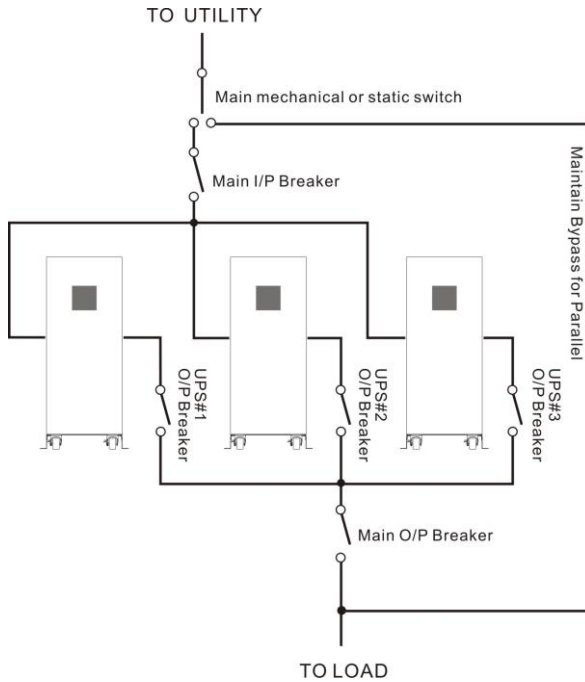 TO UTILITY
Main mechanical or static switch
Main I/P Breaker
Maintain Bypass for Parallel
UPS#1
O/P Breaker
UPS#2
O/P Breaker
UPS#3
O/P Breaker
Main O/P Breaker
TO LOAD